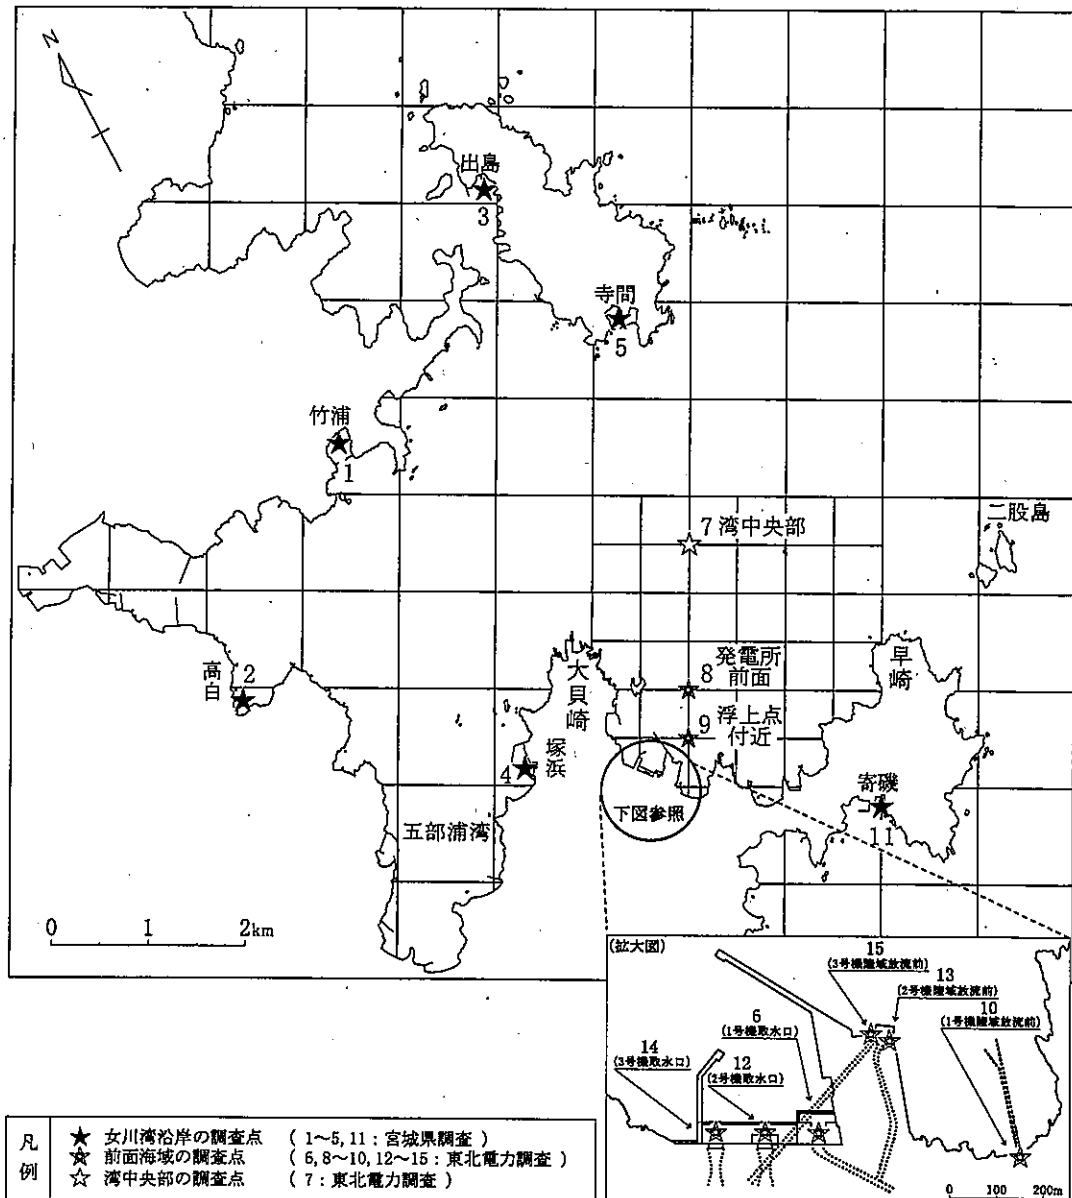 N
出島
3
寺間
5
竹浦
1
7 湾中央部
二股島
高白
2
大貝崎
8
発電所
前面
早崎
9
浮上点
付近
塚浜
4
下図参照
寄磯
11
五部浦湾
0 1 2km
(拡大図)
15
(3号機陸域放流前)
13
(2号機陸域放流前)
10
(1号機陸域放流前)
6
(1号機取水口)
14
(3号機取水口)
12
(2号機取水口)
0 100 200m
凡例
★ 女川湾沿岸の調査点 ( 1~5, 11 : 宮城県調査 )
前面海域の調査点 ( 6, 8~10, 12~15 : 東北電力調査 )
☆ 湾中央部の調査点 ( 7 : 東北電力調査 )